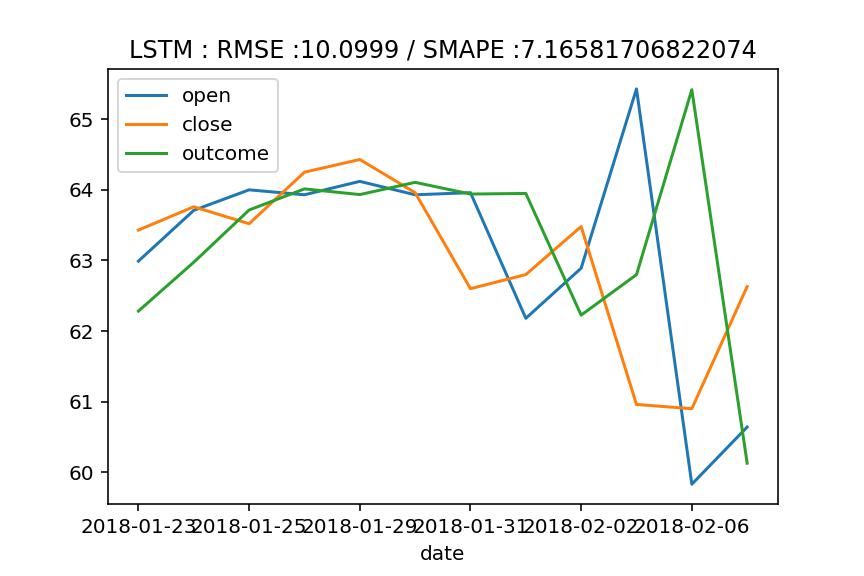 LSTM : RMSE :10.0999 / SMAPE :7.16581706822074
open
close
outcome
65
64
63
62
61
60
2018-01-23
2018-01-25
2018-01-29
2018-01-31
2018-02-02
2018-02-06
date